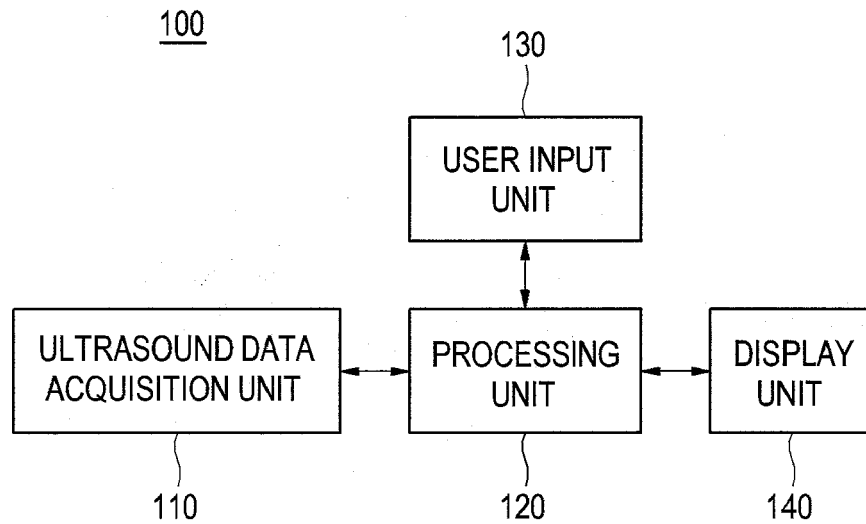 100
130
USER INPUT
UNIT
ULTRASOUND DATA
ACQUISITION UNIT
PROCESSING
UNIT
DISPLAY
UNIT
110
120
140